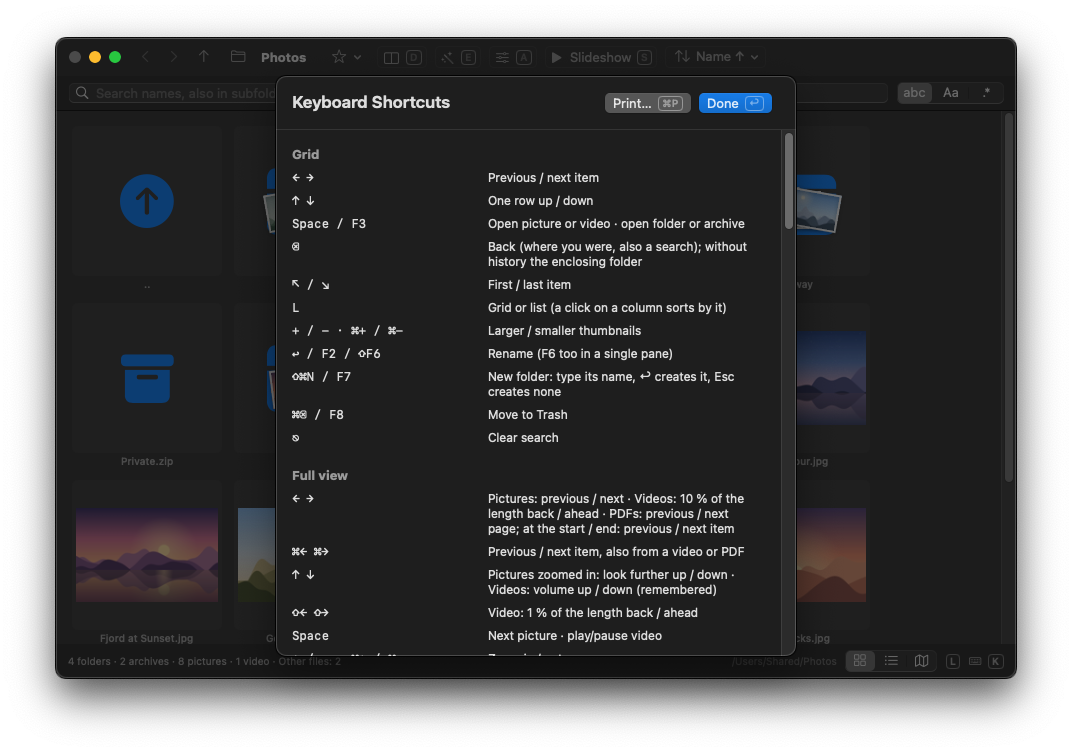 Photos
D
E
A
Slideshow S
Name
Search names, also in subfold
abc
Aa
.*
Keyboard Shortcuts
Print… ⌘P
Done ↩
Grid
← → Previous / next item
↑ ↓ One row up / down
Space / F3 Open picture or video · open folder or archive
⌫ Back (where you were, also a search); without
history the enclosing folder
↖ / ↘ First / last item
L Grid or list (a click on a column sorts by it)
+ / − · ⌘+ / ⌘− Larger / smaller thumbnails
↩ / F2 / ⇧F6 Rename (F6 too in a single pane)
⇧⌘N / F7 New folder: type its name, ↩ creates it, Esc
creates none
⌘⌫ / F8 Move to Trash
⎋ Clear search
Full view
← → Pictures: previous / next · Videos: 10 % of the
length back / ahead · PDFs: previous / next
page; at the start / end: previous / next item
⌘← ⌘→ Previous / next item, also from a video or PDF
↑ ↓ Pictures zoomed in: look further up / down ·
Videos: volume up / down (remembered)
⇧← ⇧→ Video: 1 % of the length back / ahead
Space Next picture · play/pause video
..
way
Private.zip
our.jpg
Fjord at Sunset.jpg
cks.jpg
4 folders · 2 archives · 8 pictures · 1 video · Other files: 2
/Users/Shared/Photos
L
K